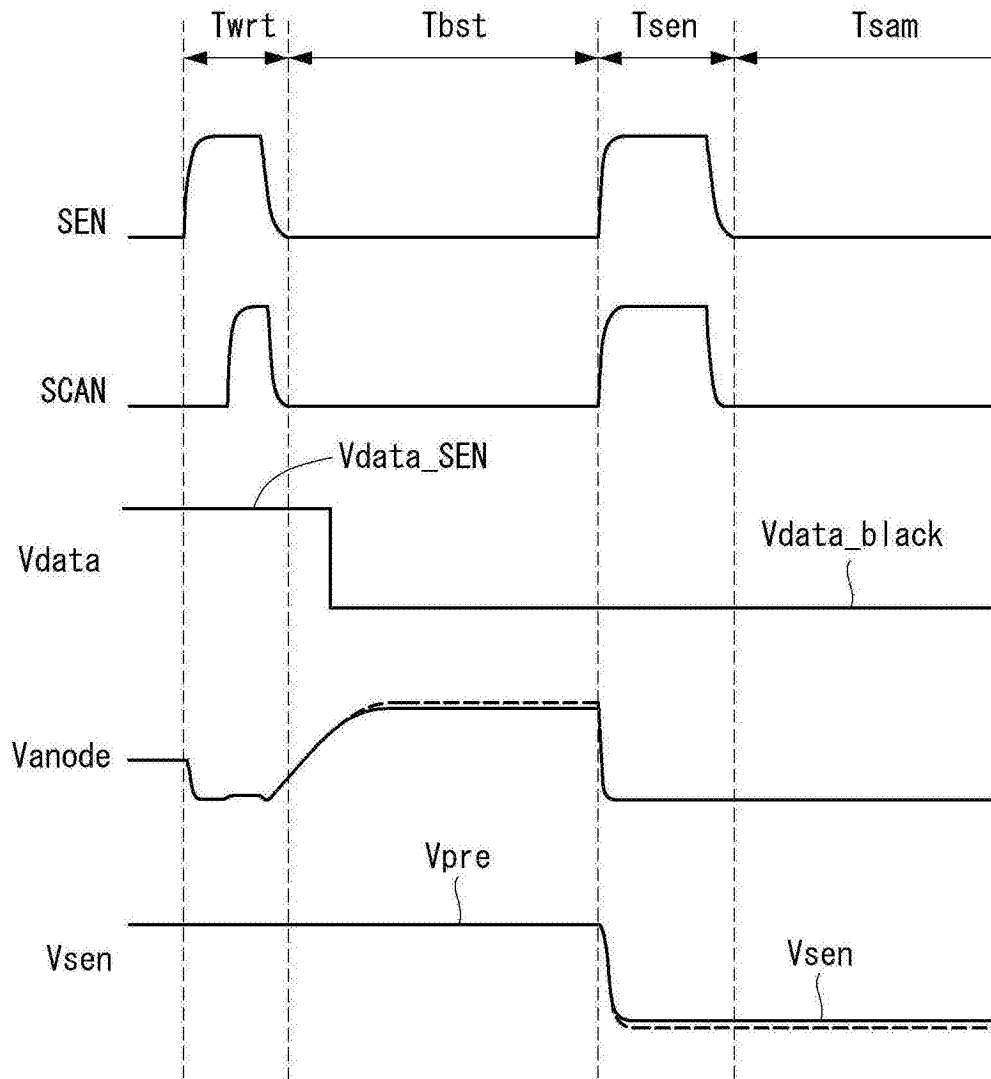 Twrt Tbst Tsen Tsam
SEN
SCAN
Vdata_SEN
Vdata
Vdata_black
Vanode
Vpre
Vsen
Vsen